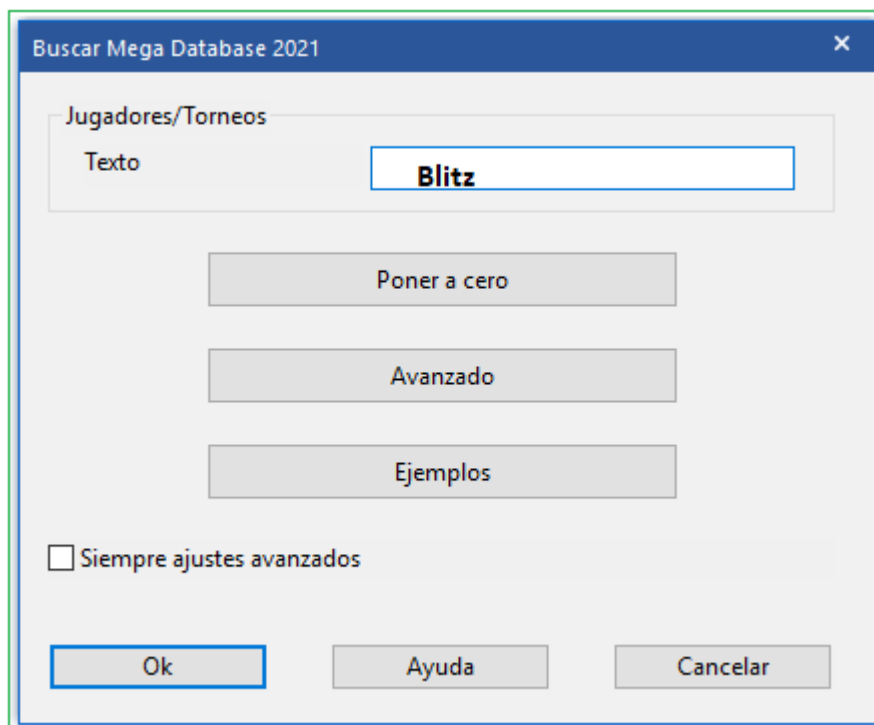 Buscar Mega Database 2021
Jugadores/Torneos
Texto Blitz
Poner a cero
Avanzado
Ejemplos
Siempre ajustes avanzados
Ok Ayuda Cancelar